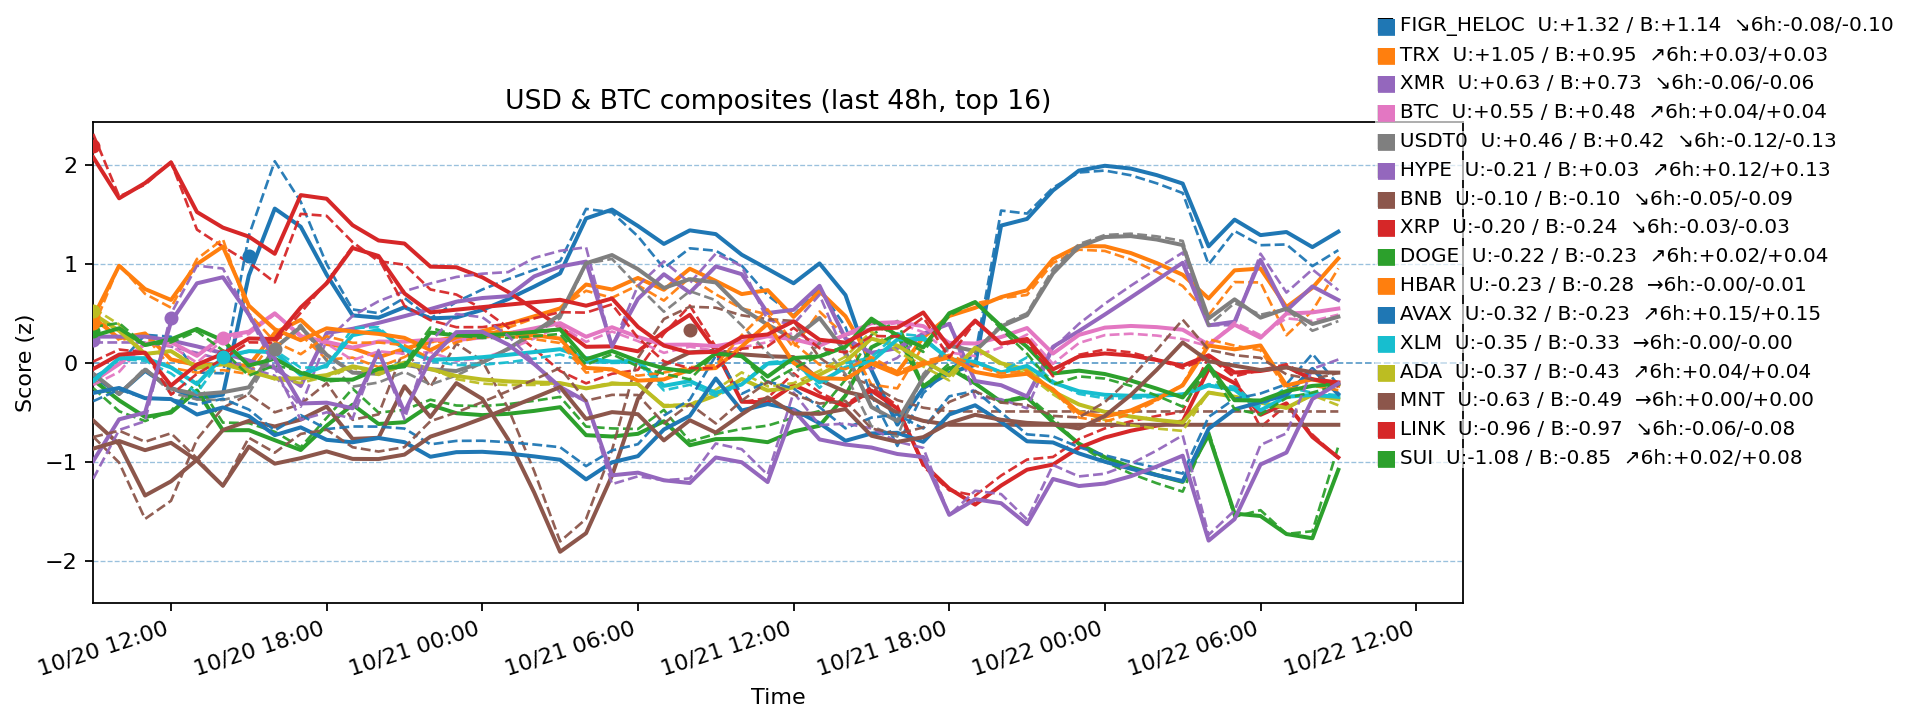 FIGR_HELOC  U:+1.32 / B:+1.14  ↘6h:-0.08/-0.10
TRX  U:+1.05 / B:+0.95  ↗6h:+0.03/+0.03
XMR  U:+0.63 / B:+0.73  ↘6h:-0.06/-0.06
BTC  U:+0.55 / B:+0.48  ↗6h:+0.04/+0.04
USDT0  U:+0.46 / B:+0.42  ↘6h:-0.12/-0.13
HYPE  U:-0.21 / B:+0.03  ↗6h:+0.12/+0.13
BNB  U:-0.10 / B:-0.10  ↘6h:-0.05/-0.09
XRP  U:-0.20 / B:-0.24  ↘6h:-0.03/-0.03
DOGE  U:-0.22 / B:-0.23  ↗6h:+0.02/+0.04
HBAR  U:-0.23 / B:-0.28  →6h:-0.00/-0.01
AVAX  U:-0.32 / B:-0.23  ↗6h:+0.15/+0.15
XLM  U:-0.35 / B:-0.33  →6h:-0.00/-0.00
ADA  U:-0.37 / B:-0.43  ↗6h:+0.04/+0.04
MNT  U:-0.63 / B:-0.49  →6h:+0.00/+0.00
LINK  U:-0.96 / B:-0.97  ↘6h:-0.06/-0.08
SUI  U:-1.08 / B:-0.85  ↗6h:+0.02/+0.08
USD & BTC composites (last 48h, top 16)
Score (z)
2
1
0
−1
−2
10/20 12:00
10/20 18:00
10/21 00:00
10/21 06:00
10/21 12:00
10/21 18:00
10/22 00:00
10/22 06:00
10/22 12:00
Time